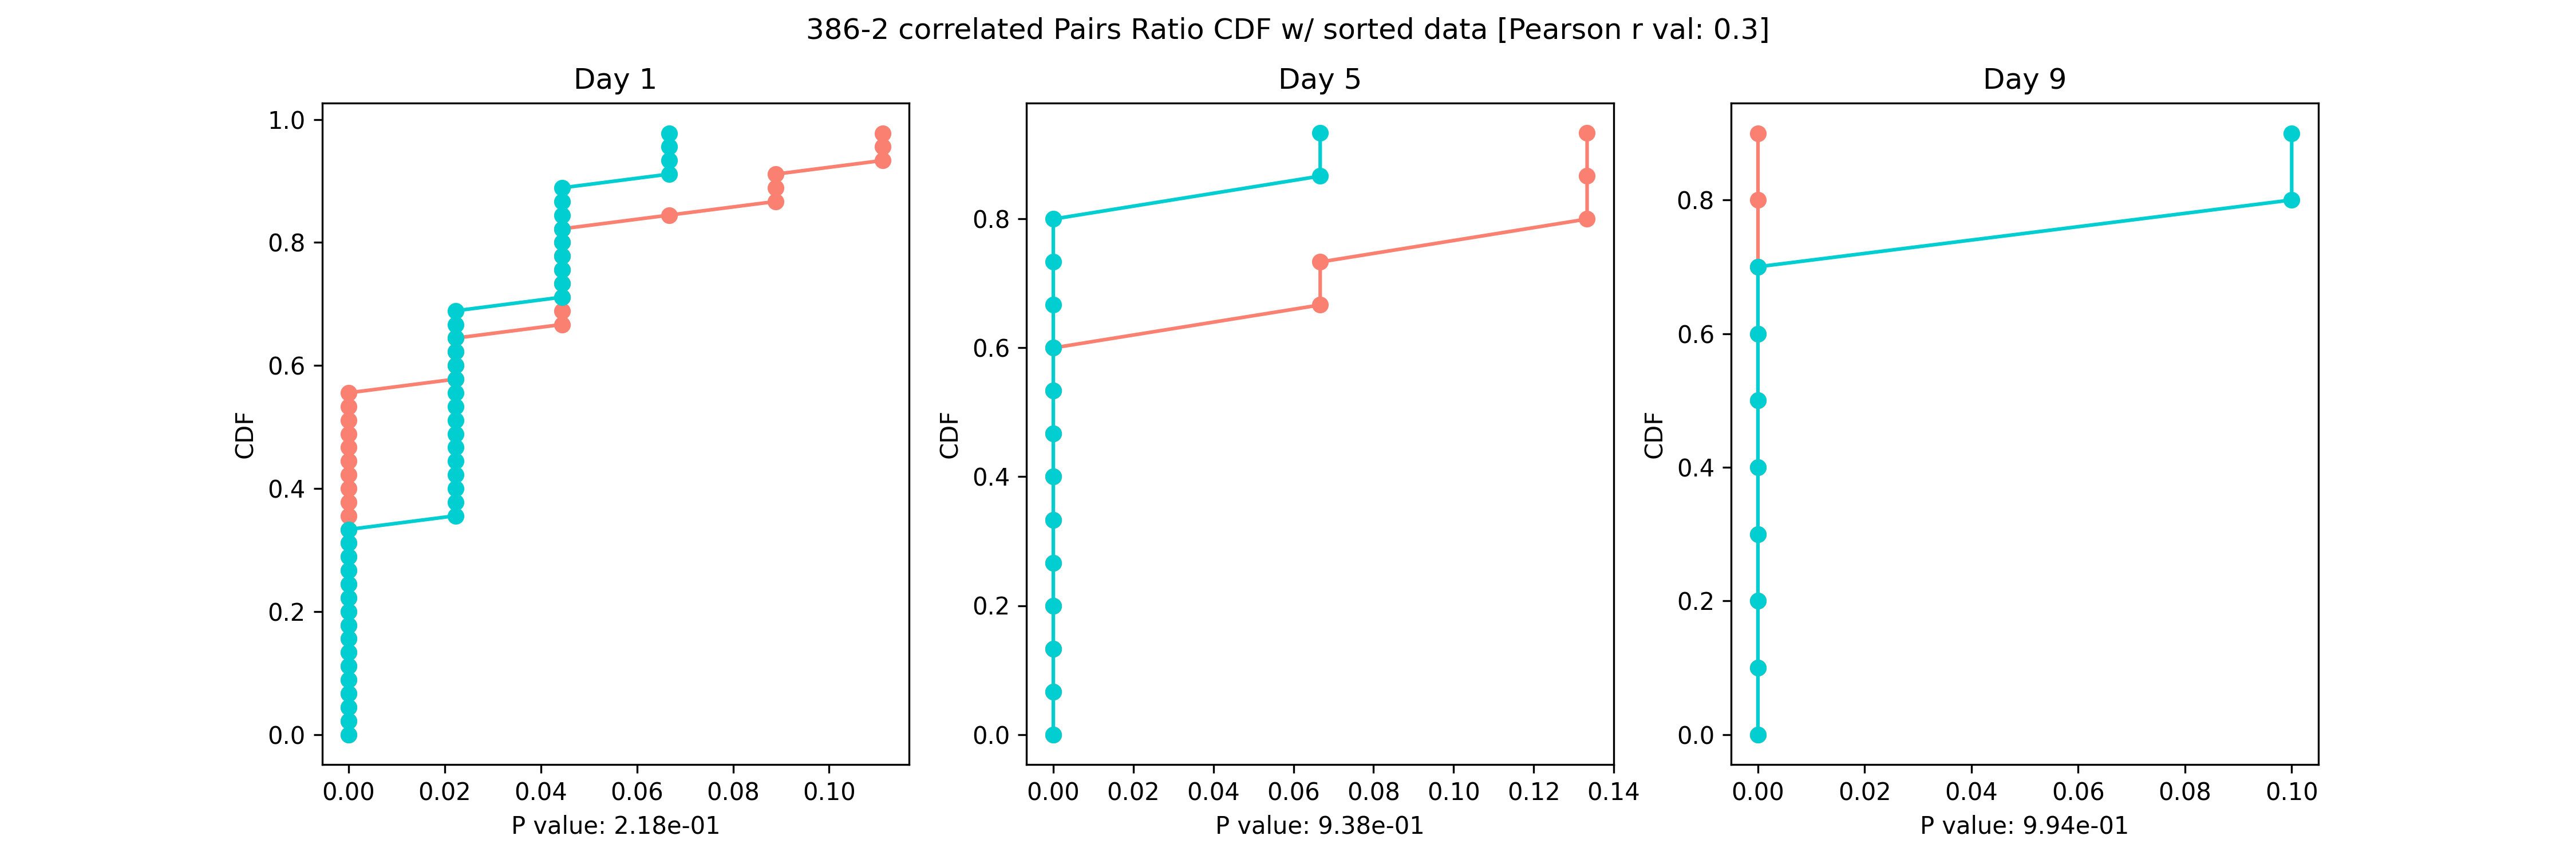 386-2 correlated Pairs Ratio CDF w/ sorted data [Pearson r val: 0.3]
Day 1
CDF
1.0
0.8
0.6
0.4
0.2
0.0
0.00 0.02 0.04 0.06 0.08 0.10
P value: 2.18e-01
Day 5
CDF
0.8
0.6
0.4
0.2
0.0
0.00 0.02 0.04 0.06 0.08 0.10 0.12 0.14
P value: 9.38e-01
Day 9
CDF
0.8
0.6
0.4
0.2
0.0
0.00 0.02 0.04 0.06 0.08 0.10
P value: 9.94e-01